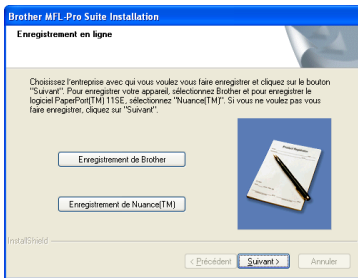 Brother MFL-Pro Suite Installation
Enregistrement en ligne
Choisissez l'entreprise avec qui vous voulez vous faire enregistrer et cliquez sur le bouton
"Suivant". Pour enregistrer votre appareil, sélectionnez Brother et pour enregistrer le
logiciel PaperPort(TM) 11SE, sélectionnez "Nuance(TM)". Si vous ne voulez pas vous
faire enregistrer, cliquez sur "Suivant".
Product Registration
Enregistrement de Brother
Enregistrement de Nuance(TM)
InstallShield
< Précédent
Suivant >
Annuler